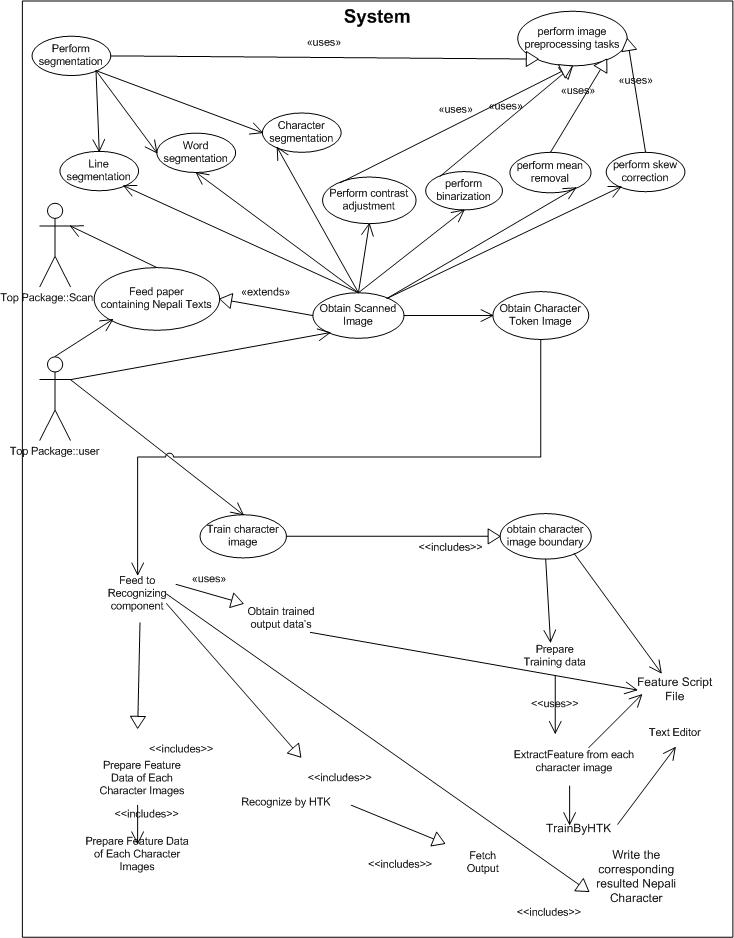 System
Perform
segmentation
«uses»
perform image
preprocessing tasks
«uses»
«uses»
«uses»
«uses»
Character
segmentation
Word
segmentation
Line
segmentation
Perform contrast
adjustment
perform
binarization
perform mean
removal
perform skew
correction
Top Package::Scan
Feed paper
containing Nepali Texts
«extends»
Obtain Scanned
Image
Obtain Character
Token Image
Top Package::user
Train character
image
<<includes>>
obtain character
image boundary
Feed to
Recognizing
component
«uses»
Obtain trained
output data's
Prepare
Training data
Feature Script
File
<<uses>>
Text Editor
<<includes>>
ExtractFeature from each
character image
Prepare Feature
Data of Each
Character Images
<<includes>>
Recognize by HTK
<<includes>>
TrainByHTK
Prepare Feature Data
of Each Character
Images
<<includes>>
Fetch
Output
Write the
corresponding
resulted Nepali
Character
<<includes>>